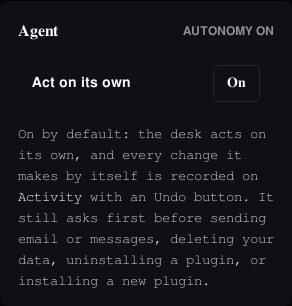 Agent
AUTONOMY ON
Act on its own
On
On by default: the desk acts on
its own, and every change it
makes by itself is recorded on
Activity with an Undo button. It
still asks first before sending
email or messages, deleting your
data, uninstalling a plugin, or
installing a new plugin.